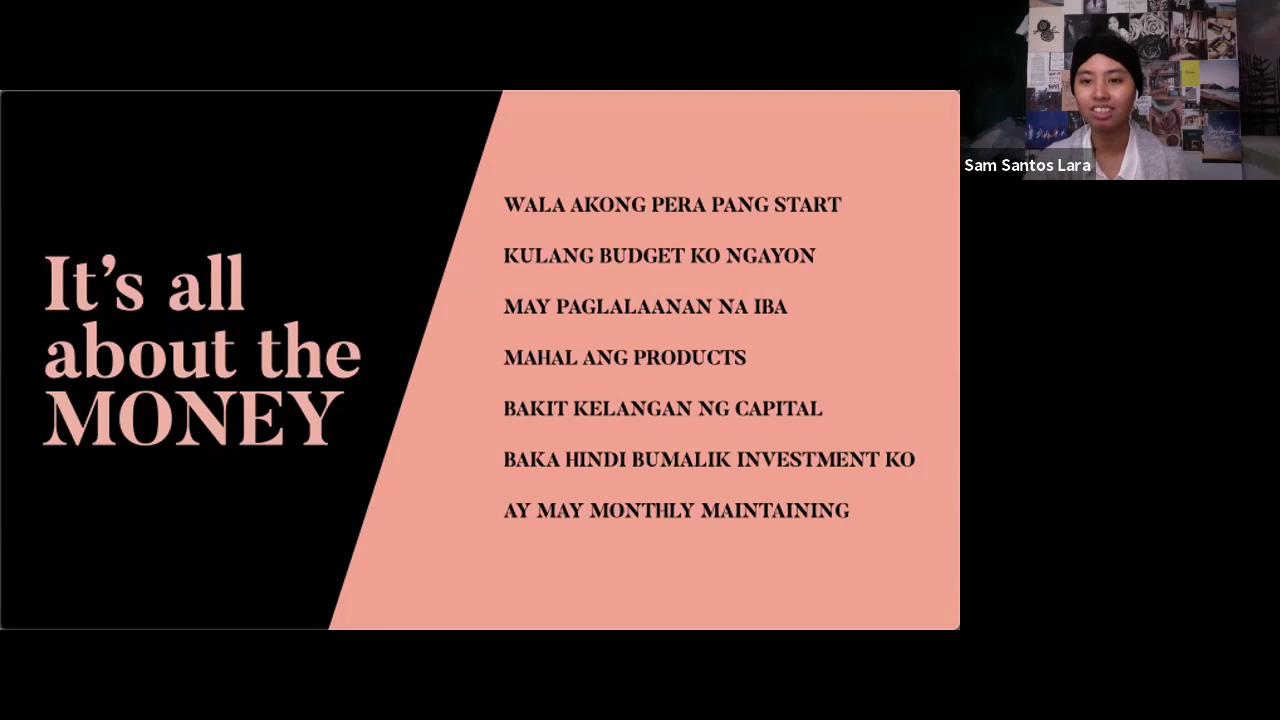 It's all
about the
MONEY
WALA AKONG PERA PANG START
KULANG BUDGET KO NGAYON
MAY PAGLALAANAN NA IBA
MAHAL ANG PRODUCTS
BAKIT KELANGAN NG CAPITAL
BAKA HINDI BUMALIK INVESTMENT KO
AY MAY MONTHLY MAINTAINING
Sam Santos Lara